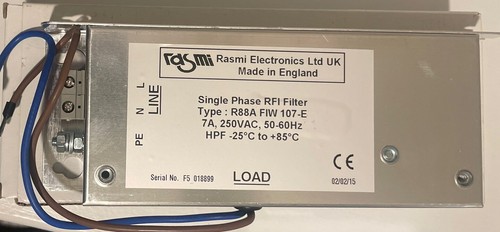 rasmi Rasmi Electronics Ltd UK
Made in England
Single Phase RFI Filter
Type : R88A FIW 107-E
7A, 250VAC, 50-60Hz
HPF -25°C to +85°C
PE N L
LINE
CE
Serial No. F5 018899
LOAD
02/02/15